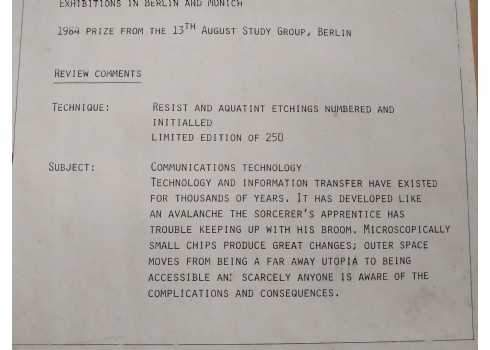 EXHIBITIONS IN BERLIN AND MUNICH
1984 PRIZE FROM THE 13TH AUGUST STUDY GROUP, BERLIN
REVIEW COMMENTS
TECHNIQUE: RESIST AND AQUATINT ETCHINGS NUMBERED AND
INITIALLED
LIMITED EDITION OF 250
SUBJECT: COMMUNICATIONS TECHNOLOGY
TECHNOLOGY AND INFORMATION TRANSFER HAVE EXISTED
FOR THOUSANDS OF YEARS. IT HAS DEVELOPED LIKE
AN AVALANCHE THE SORCERER'S APPRENTICE HAS
TROUBLE KEEPING UP WITH HIS BROOM. MICROSCOPICALLY
SMALL CHIPS PRODUCE GREAT CHANGES; OUTER SPACE
MOVES FROM BEING A FAR AWAY UTOPIA TO BEING
ACCESSIBLE AND SCARCELY ANYONE IS AWARE OF THE
COMPLICATIONS AND CONSEQUENCES.